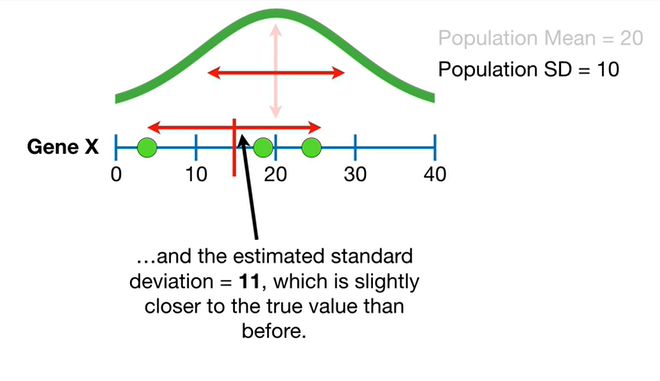 Population Mean = 20
Population SD = 10
Gene X
0 10 20 30 40
…and the estimated standard
deviation = 11, which is slightly
closer to the true value than
before.